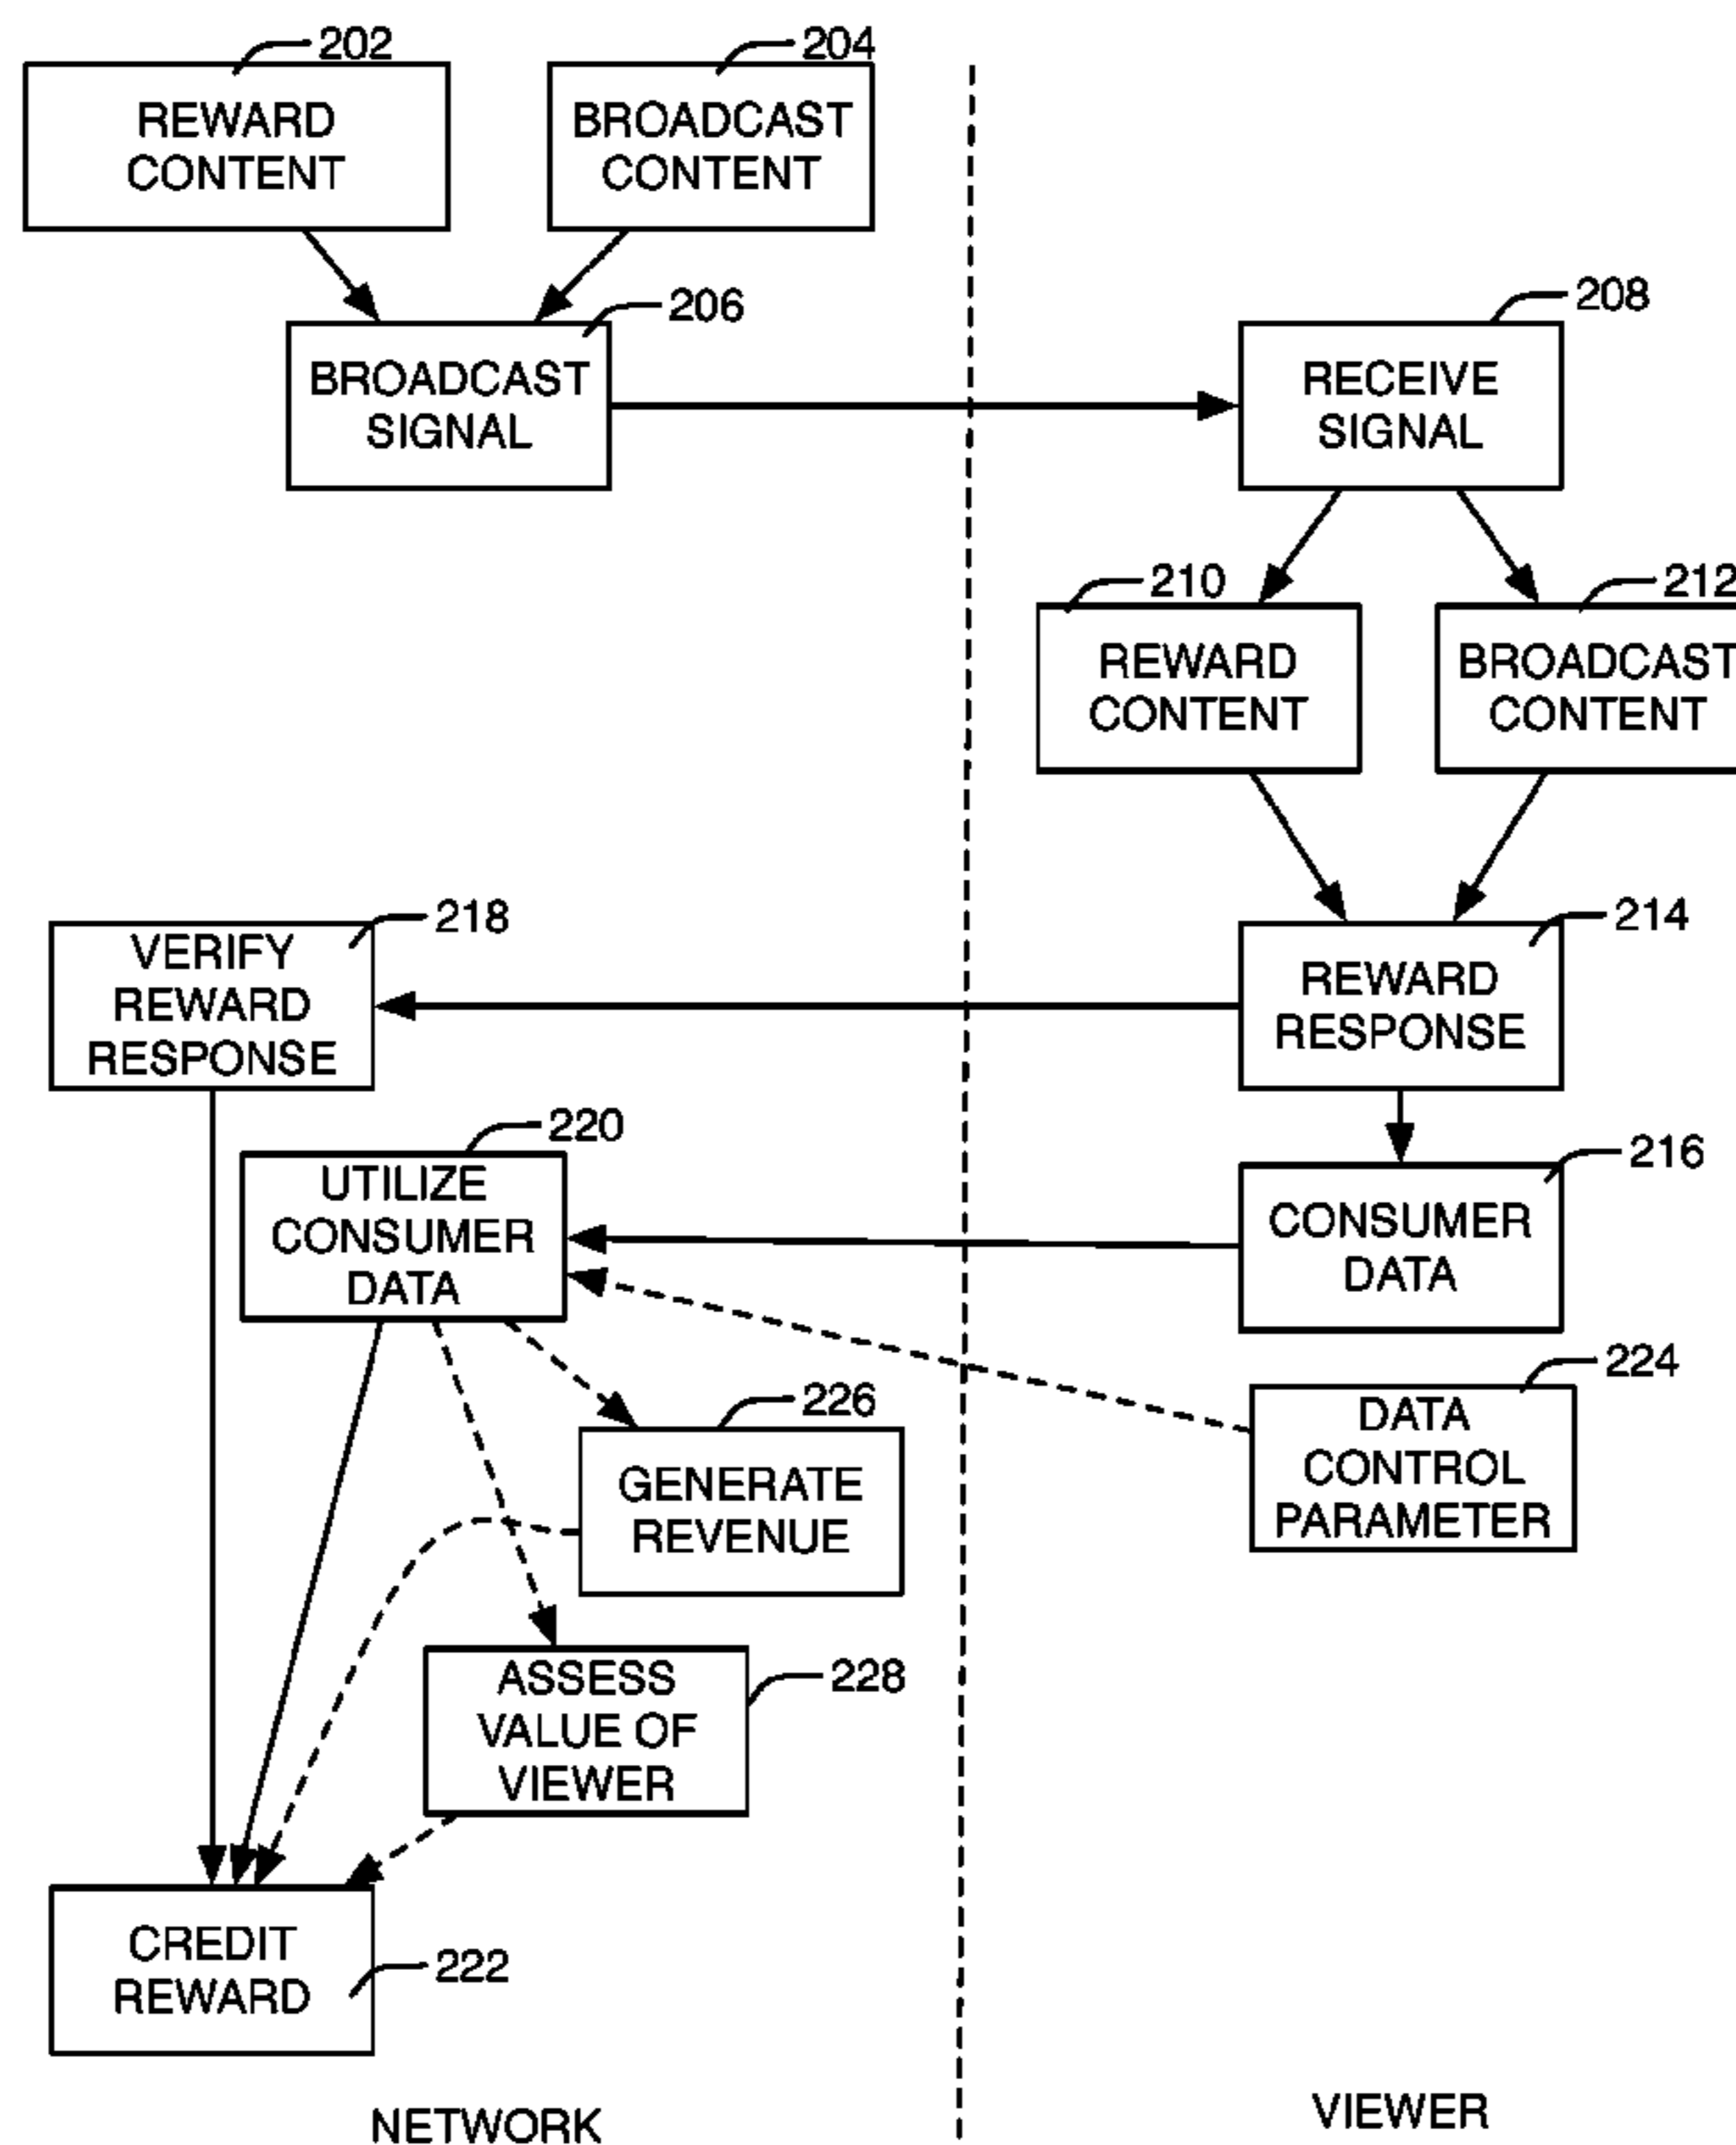 202
REWARD
CONTENT
204
BROADCAST
CONTENT
206
BROADCAST
SIGNAL
208
RECEIVE
SIGNAL
210
REWARD
CONTENT
212
BROADCAST
CONTENT
214
REWARD
RESPONSE
218
VERIFY
REWARD
RESPONSE
216
CONSUMER
DATA
220
UTILIZE
CONSUMER
DATA
224
DATA
CONTROL
PARAMETER
226
GENERATE
REVENUE
228
ASSESS
VALUE OF
VIEWER
222
CREDIT
REWARD
NETWORK
VIEWER